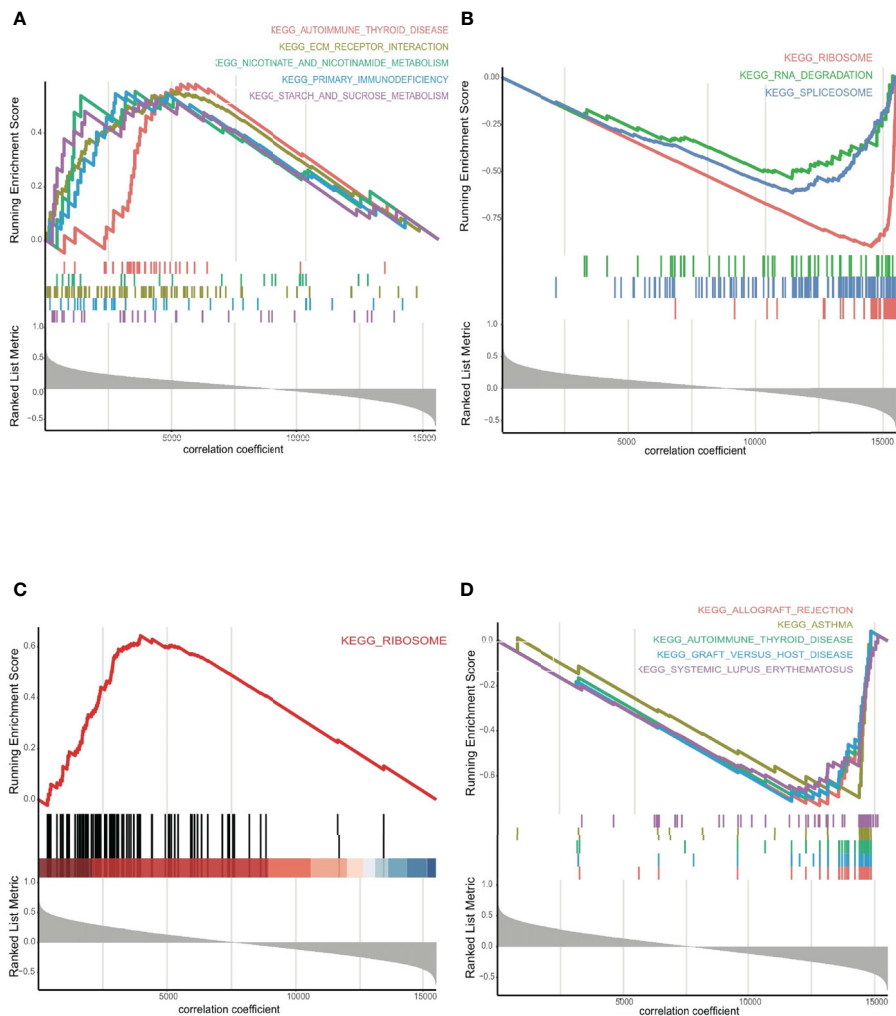 A
KEGG_AUTOIMMUNE_THYROID_DISEASE
KEGG_ECM_RECEPTOR_INTERACTION
KEGG_NICOTNATE_AND_NICOTINAMIDE_METABOLISM
KEGG_PRIMARY_IMMUNODEFICIENCY
KEGG_STARCH_AND_SUCROSE_METABOLISM
Running Enrichment Score
0.4
0.2
0.0
Ranked List Metric
1.0
0.5
0.0
−0.5
5000
10000
15000
correlation coefficient
B
KEGG_RIBOSOME
KEGG_RNA_DEGRADATION
KEGG_SPLICEOSOME
Running Enrichment Score
0.00
−0.25
−0.50
−0.75
Ranked List Metric
1.0
0.5
0.0
−0.5
5000
10000
15000
correlation coefficient
C
KEGG_RIBOSOME
Running Enrichment Score
0.6
0.4
0.2
0.0
Ranked List Metric
1.0
0.5
0.0
−0.5
5000
10000
15000
correlation coefficient
D
KEGG_ALLOGRAFT_REJECTION
KEGG_ASTHMA
KEGG_AUTOIMMUNE_THYROID_DISEASE
KEGG_GRAFT_VERSUS_HOST_DISEASE
KEGG_SYSTEMIC_LUPUS_ERYTHEMATOSUS
Running Enrichment Score
0.0
−0.2
−0.4
−0.6
Ranked List Metric
1.0
0.5
0.0
−0.5
5000
10000
15000
correlation coefficient